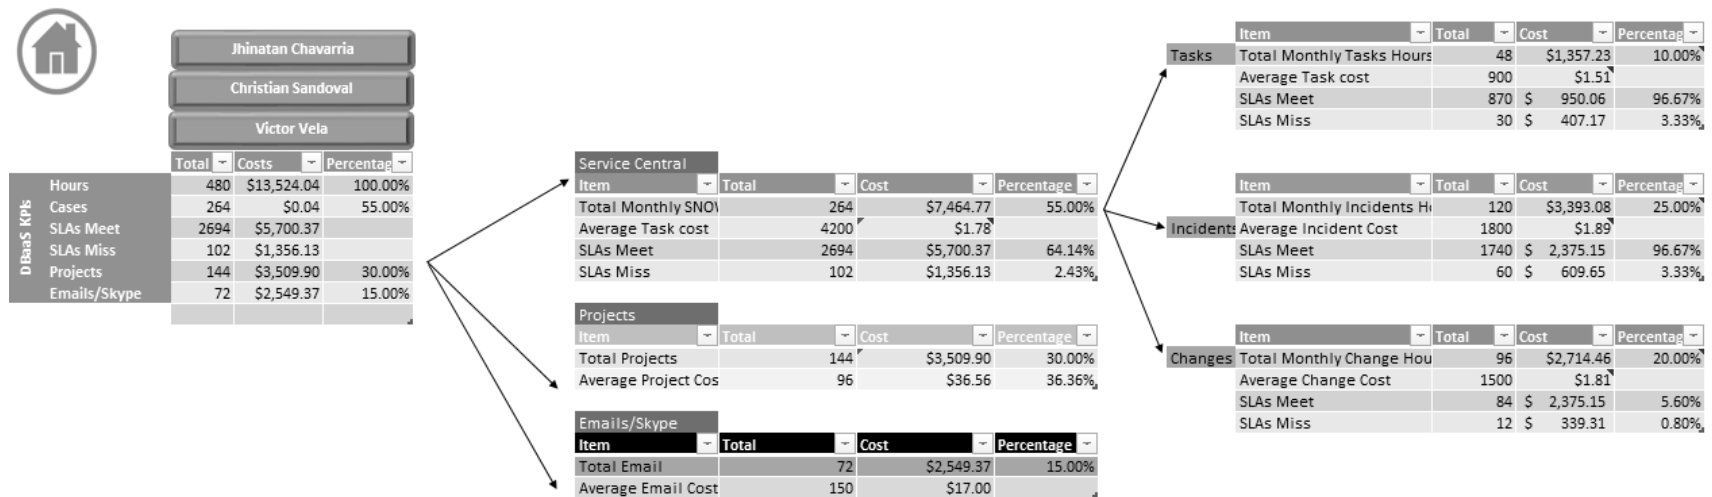 Jhinatan Chavarria
Christian Sandoval
Victor Vela
Total Costs Percentag
DBaaS KPIs
Hours 480 $13,524.04 100.00%
Cases 264 $0.04 55.00%
SLAs Meet 2694 $5,700.37
SLAs Miss 102 $1,356.13
Projects 144 $3,509.90 30.00%
Emails/Skype 72 $2,549.37 15.00%
Service Central
Item Total Cost Percentage
Total Monthly SNOW 264 $7,464.77 55.00%
Average Task cost 4200 $1.78
SLAs Meet 2694 $5,700.37 64.14%
SLAs Miss 102 $1,356.13 2.43%
Projects
Item Total Cost Percentage
Total Projects 144 $3,509.90 30.00%
Average Project Cos 96 $36.56 36.36%
Emails/Skype
Item Total Cost Percentage
Total Email 72 $2,549.37 15.00%
Average Email Cost 150 $17.00
Item Total Cost Percentag
Tasks Total Monthly Tasks Hours 48 $1,357.23 10.00%
Average Task cost 900 $1.51
SLAs Meet 870 $ 950.06 96.67%
SLAs Miss 30 $ 407.17 3.33%
Item Total Cost Percentag
Total Monthly Incidents H 120 $3,393.08 25.00%
Incidents Average Incident Cost 1800 $1.89
SLAs Meet 1740 $ 2,375.15 96.67%
SLAs Miss 60 $ 609.65 3.33%
Item Total Cost Percentag
Changes Total Monthly Change Hou 96 $2,714.46 20.00%
Average Change Cost 1500 $1.81
SLAs Meet 84 $ 2,375.15 5.60%
SLAs Miss 12 $ 339.31 0.80%